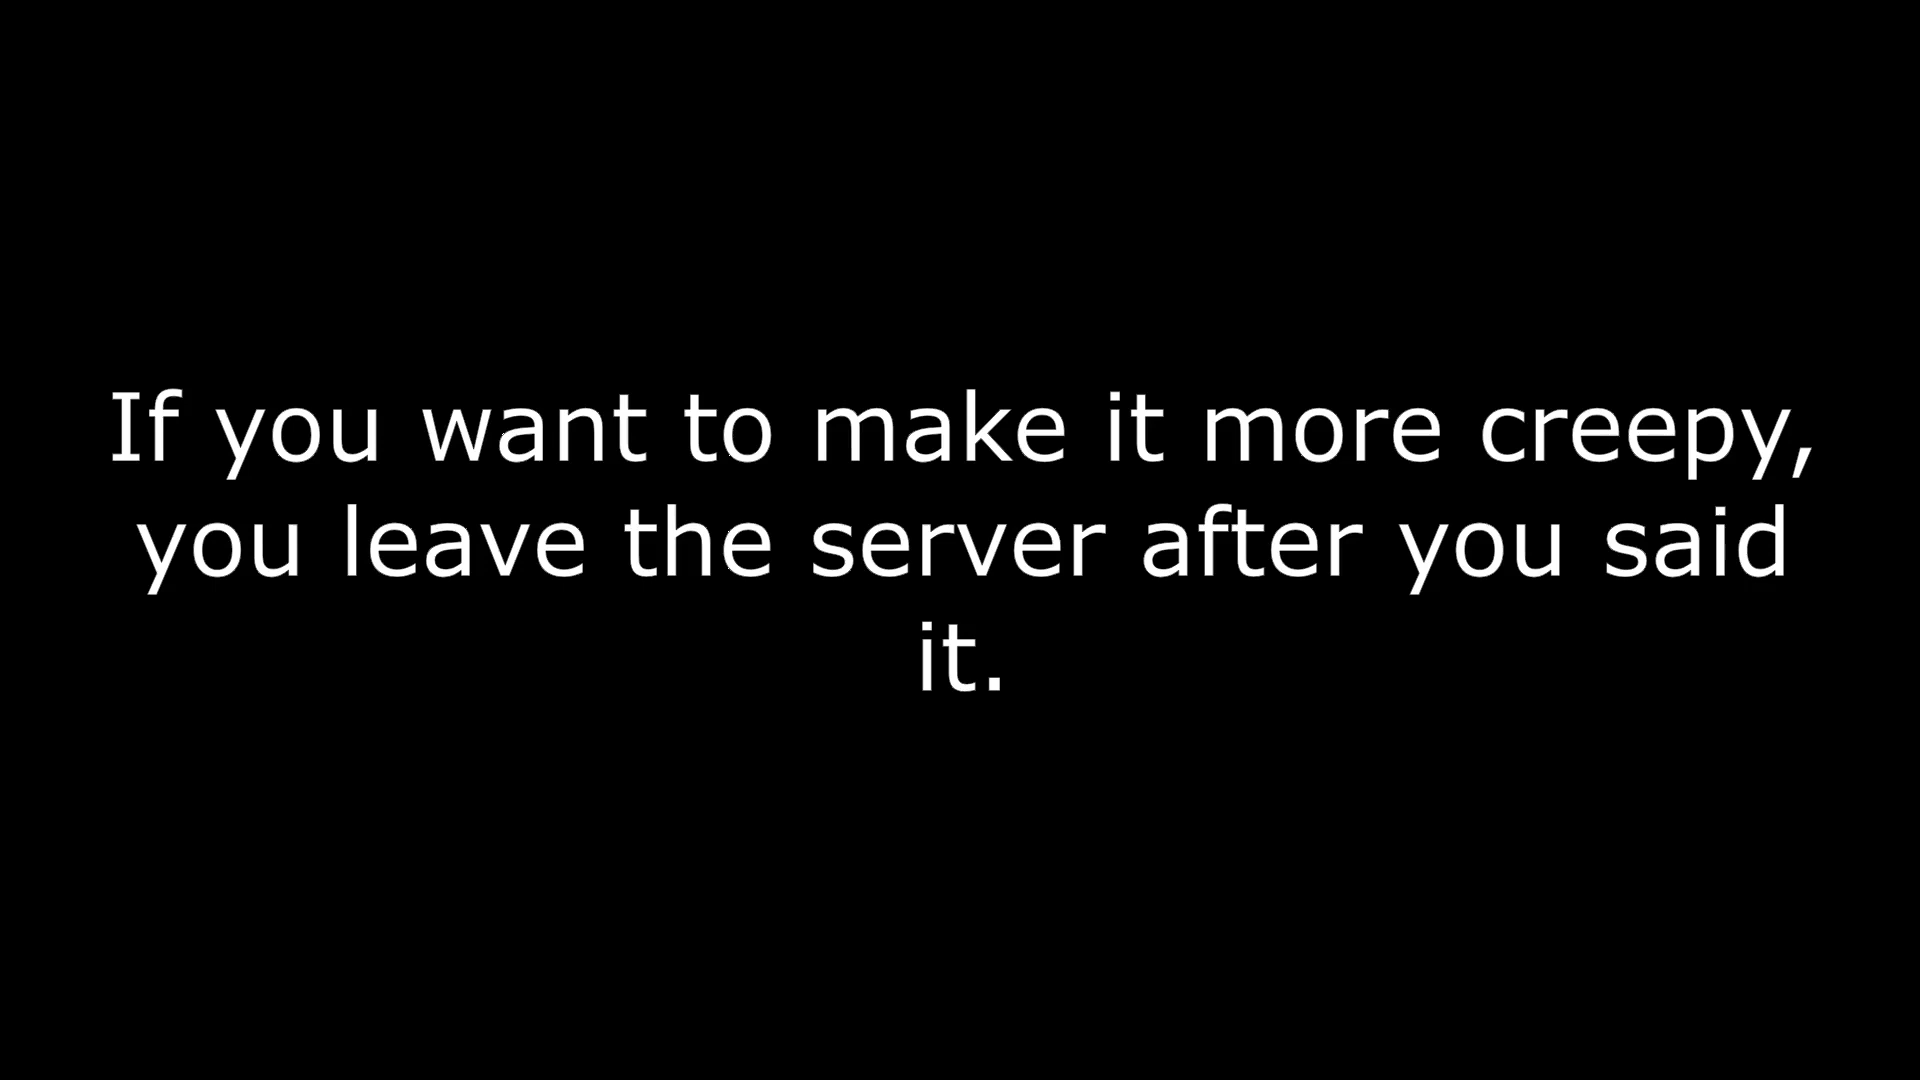 If you want to make it more creepy,
you leave the server after you said
it.